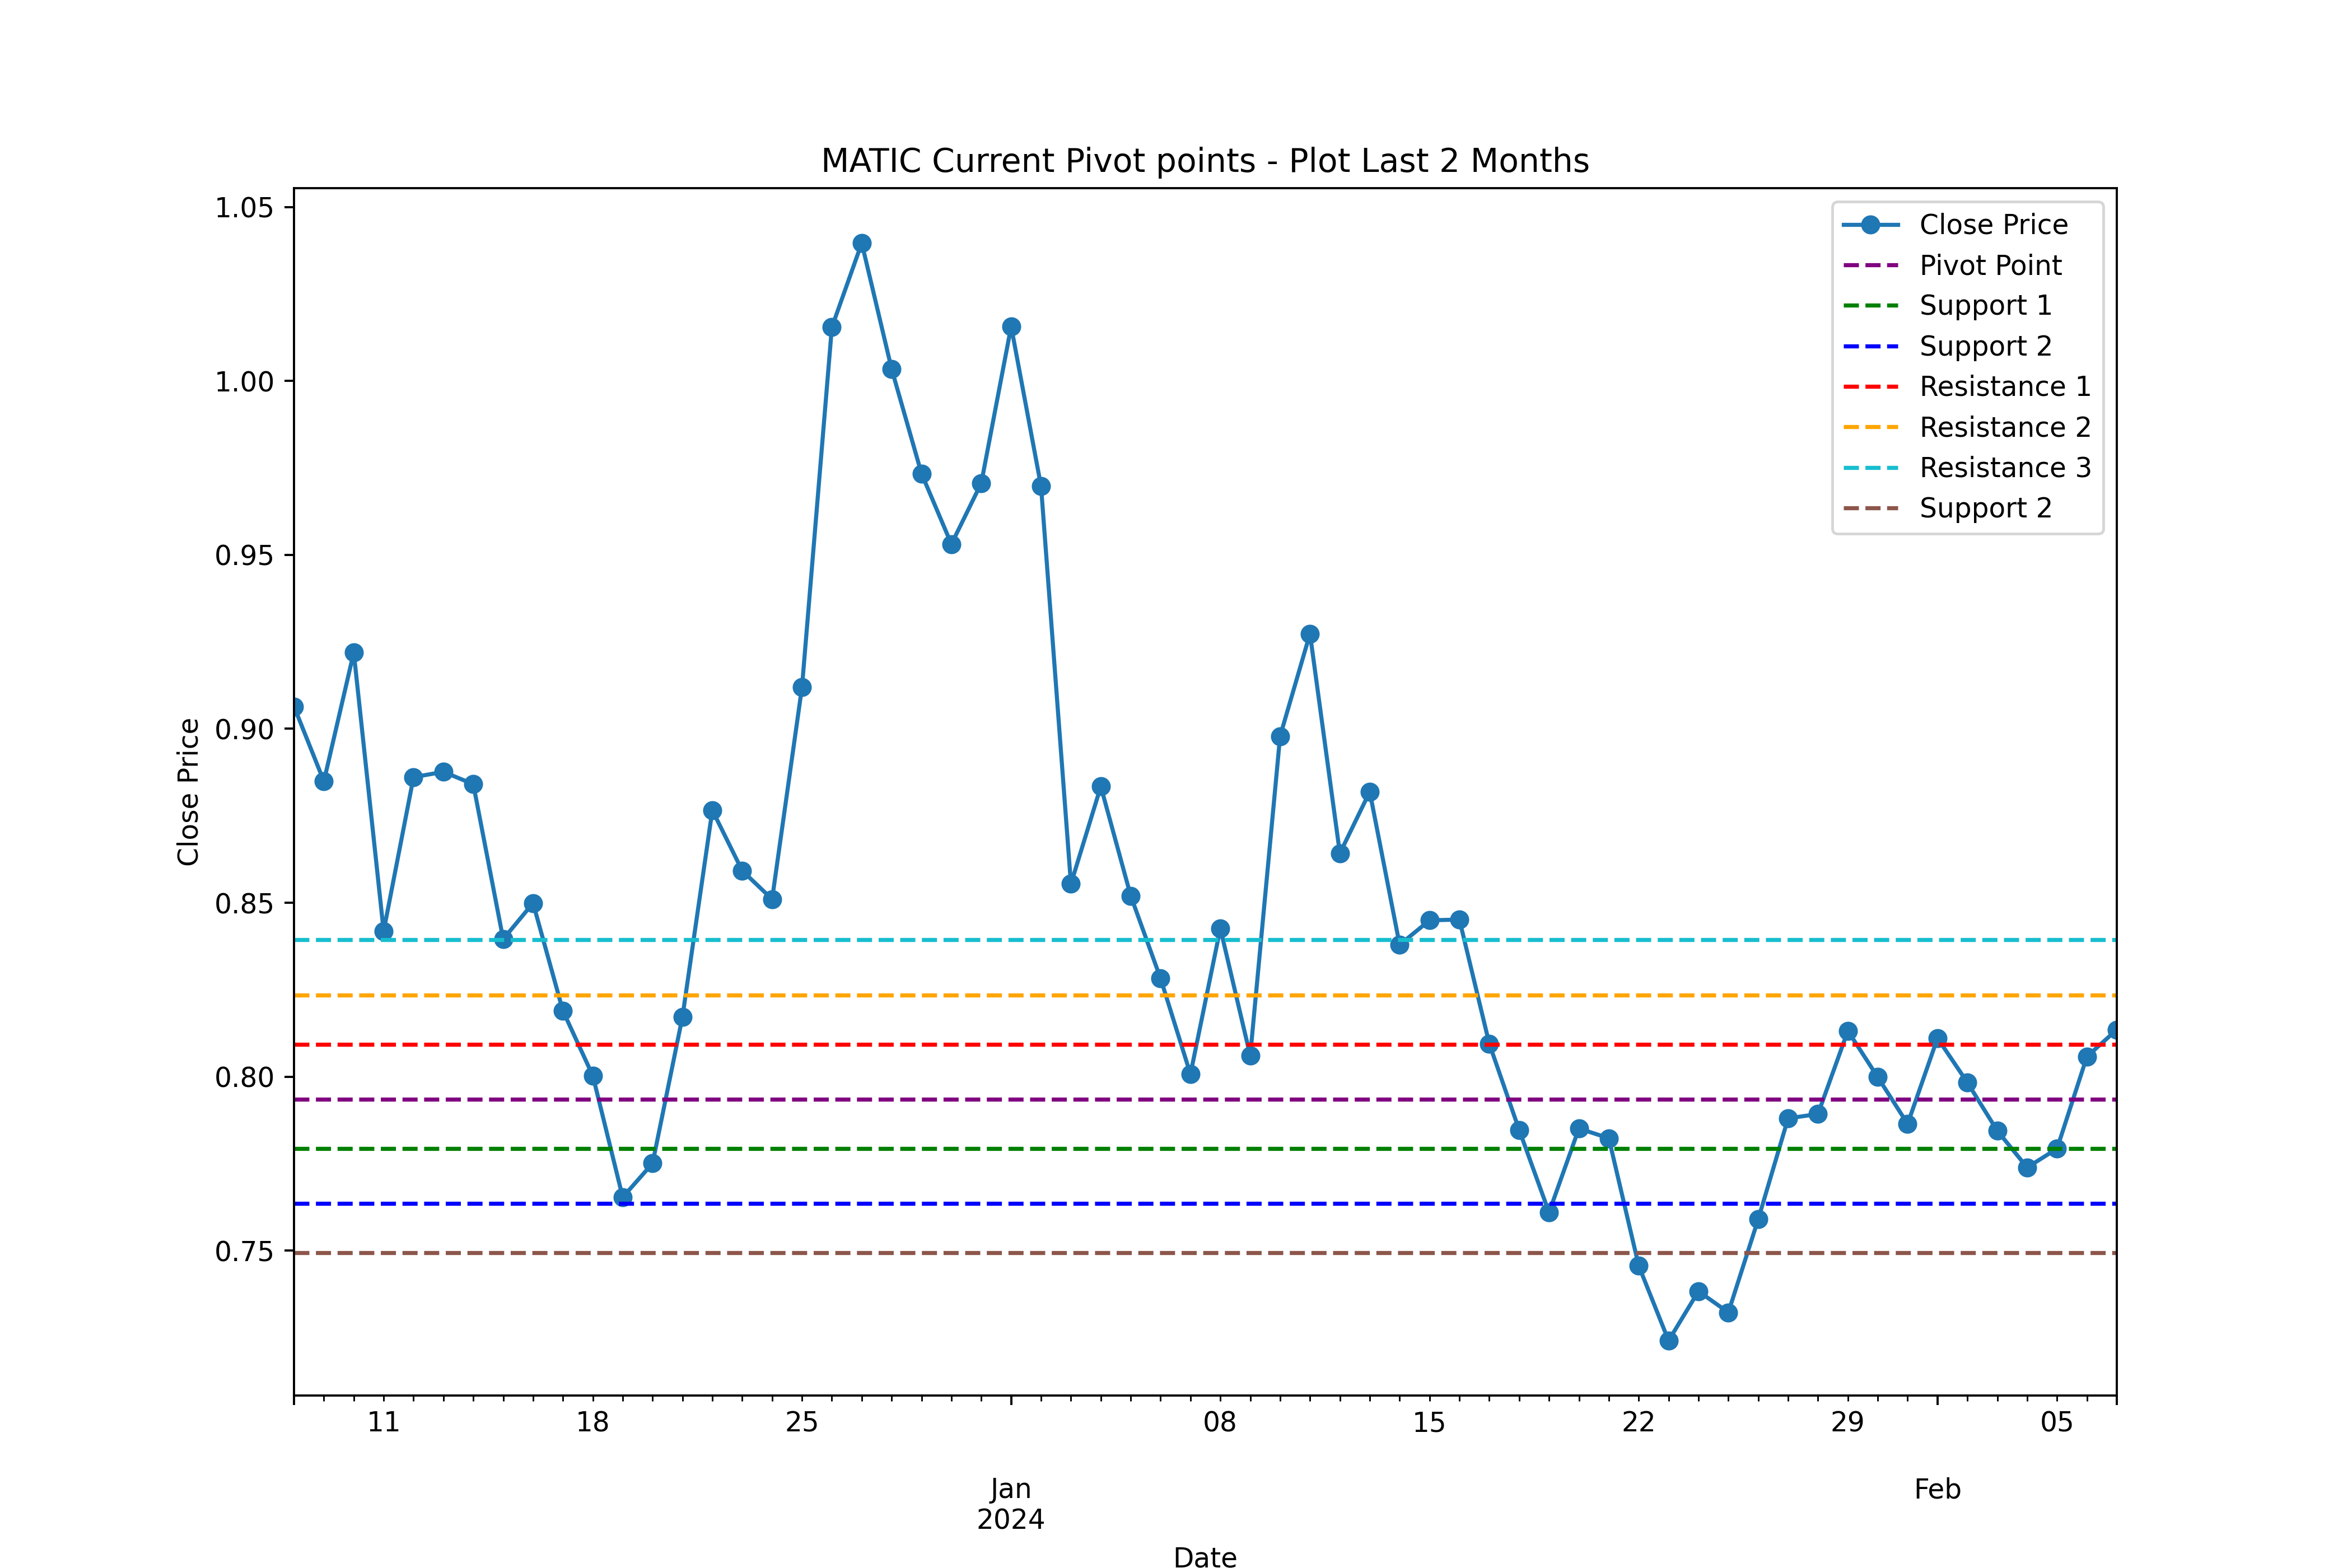 MATIC Current Pivot points - Plot Last 2 Months
Close Price
Pivot Point
Support 1
Support 2
Resistance 1
Resistance 2
Resistance 3
Support 2
1.05
1.00
0.95
0.90
0.85
0.80
0.75
Close Price
11 18 25 08 15 22 29 05
Jan Feb
2024
Date